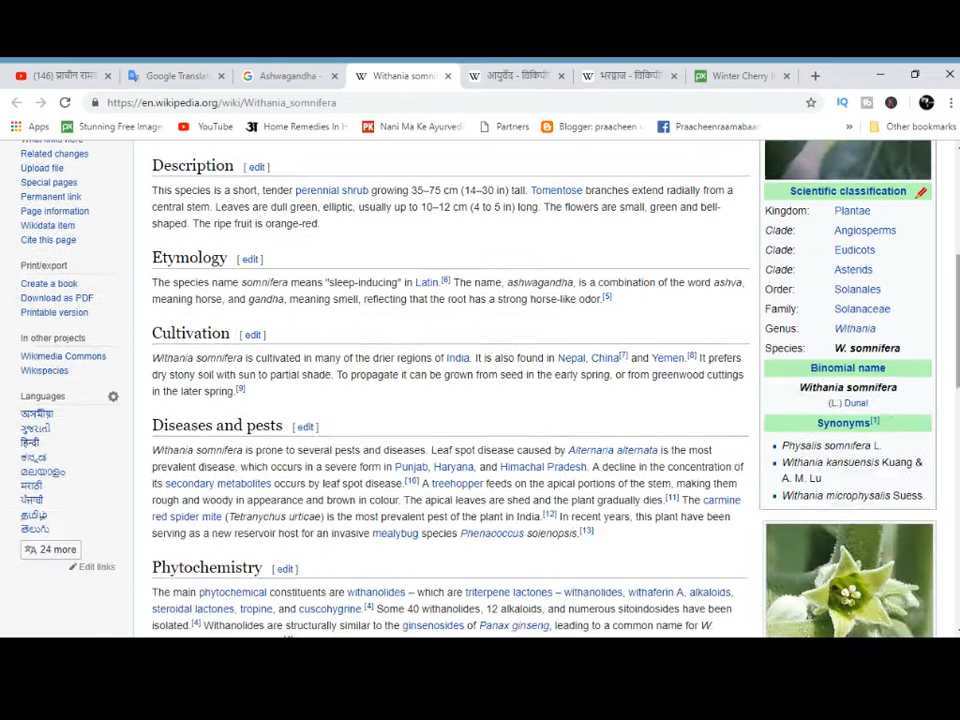 (146) प्राचीन रामब
Google Translat
Ashwagandha -
Withania somn
आयुर्वेद - विकिपी
भरद्वाज - विकिपी
Winter Cherry I
https://en.wikipedia.org/wiki/Withania_somnifera
IQ
Apps
Stunning Free Image
YouTube
Home Remedies In H
Nani Ma Ke Ayurved
Partners
Blogger: praacheen r
Praacheenraamabaar
»
Other bookmarks
What links here
Related changes
Upload file
Special pages
Permanent link
Page information
Wikidata item
Cite this page
Print/export
Create a book
Download as PDF
Printable version
In other projects
Wikimedia Commons
Wikispecies
Languages
অসমীয়া
ગુજરાતી
हिन्दी
ಕನ್ನಡ
മലയാളം
मराठी
ਪੰਜਾਬੀ
தமிழ்
తెలుగు
24 more
Edit links
Description [ edit ]
This species is a short, tender perennial shrub growing 35–75 cm (14–30 in) tall. Tomentose branches extend radially from a
central stem. Leaves are dull green, elliptic, usually up to 10–12 cm (4 to 5 in) long. The flowers are small, green and bell-
shaped. The ripe fruit is orange-red.
Etymology [ edit ]
The species name somnifera means "sleep-inducing" in Latin.[6] The name, ashwagandha, is a combination of the word ashva,
meaning horse, and gandha, meaning smell, reflecting that the root has a strong horse-like odor.[5]
Cultivation [ edit ]
Withania somnifera is cultivated in many of the drier regions of India. It is also found in Nepal, China[7] and Yemen.[8] It prefers
dry stony soil with sun to partial shade. To propagate it can be grown from seed in the early spring, or from greenwood cuttings
in the later spring.[9]
Diseases and pests [ edit ]
Withania somnifera is prone to several pests and diseases. Leaf spot disease caused by Alternaria alternata is the most
prevalent disease, which occurs in a severe form in Punjab, Haryana, and Himachal Pradesh. A decline in the concentration of
its secondary metabolites occurs by leaf spot disease.[10] A treehopper feeds on the apical portions of the stem, making them
rough and woody in appearance and brown in colour. The apical leaves are shed and the plant gradually dies.[11] The carmine
red spider mite (Tetranychus urticae) is the most prevalent pest of the plant in India.[12] In recent years, this plant have been
serving as a new reservoir host for an invasive mealybug species Phenacoccus solenopsis.[13]
Phytochemistry [ edit ]
The main phytochemical constituents are withanolides – which are triterpene lactones – withanolides, withaferin A, alkaloids,
steroidal lactones, tropine, and cuscohygrine.[4] Some 40 withanolides, 12 alkaloids, and numerous sitoindosides have been
isolated.[4] Withanolides are structurally similar to the ginsenosides of Panax ginseng, leading to a common name for W.
Scientific classification
Kingdom: Plantae
Clade: Angiosperms
Clade: Eudicots
Clade: Asterids
Order: Solanales
Family: Solanaceae
Genus: Withania
Species: W. somnifera
Binomial name
Withania somnifera
(L.) Dunal
Synonyms[1]
• Physalis somnifera L.
• Withania kansuensis Kuang &
A. M. Lu
• Withania microphysalis Suess.